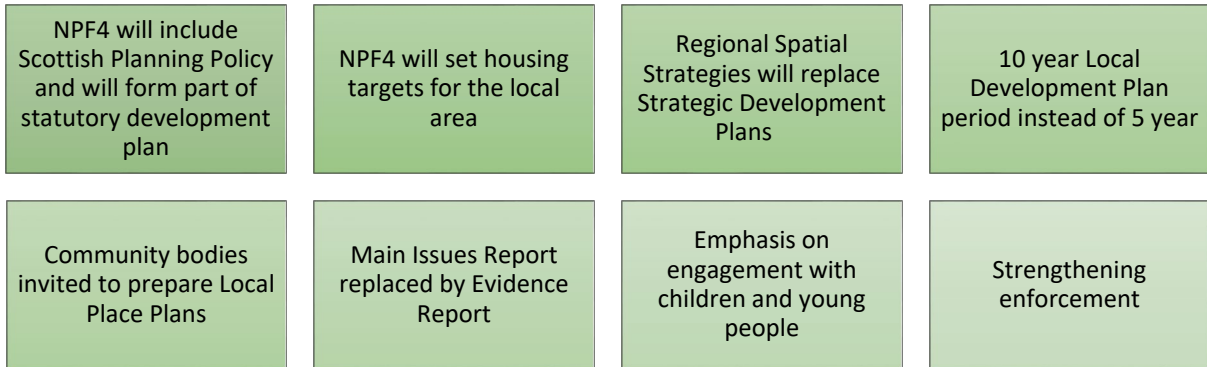 NPF4 will include
Scottish Planning Policy
and will form part of
statutory development
plan
NPF4 will set housing
targets for the local
area
Regional Spatial
Strategies will replace
Strategic Development
Plans
10 year Local
Development Plan
period instead of 5 year
Community bodies
invited to prepare Local
Place Plans
Main Issues Report
replaced by Evidence
Report
Emphasis on
engagement with
children and young
people
Strengthening
enforcement